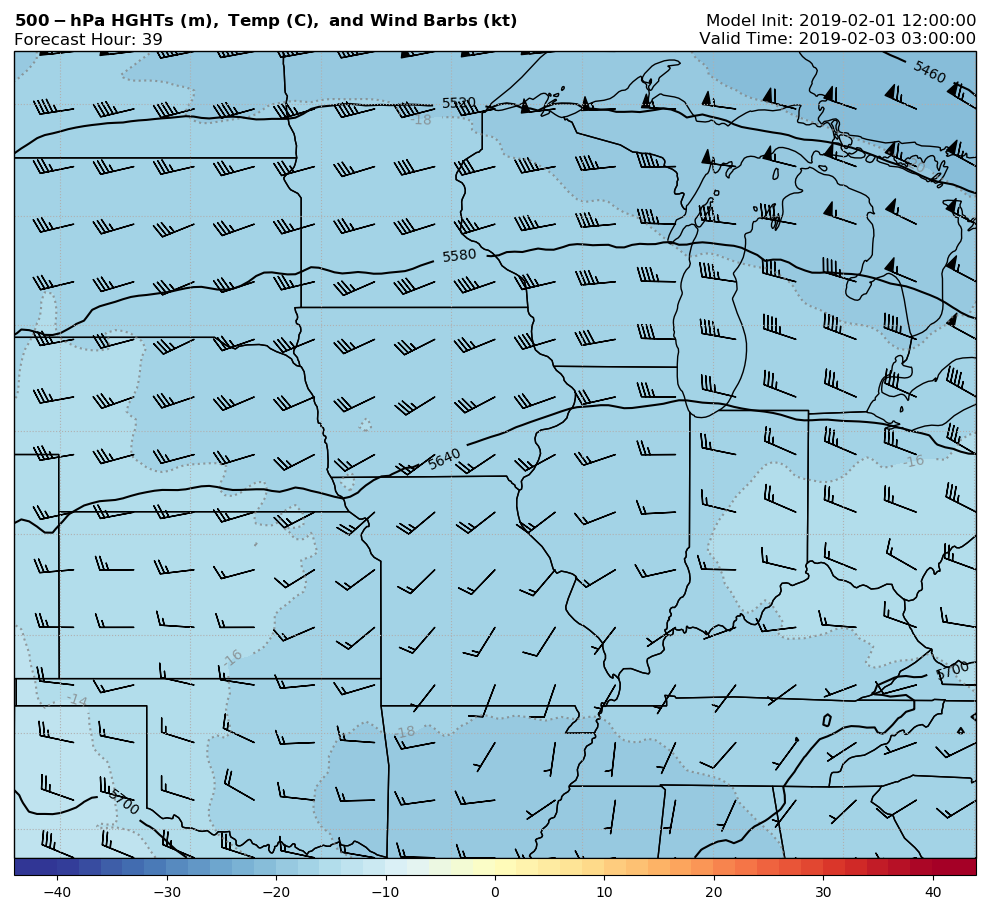 500-hPa HGHTs (m), Temp (C), and Wind Barbs (kt)
Model Init: 2019-02-01 12:00:00
Forecast Hour: 39
Valid Time: 2019-02-03 03:00:00
5460
5520
-18
5580
5640
-16
-16
5700
-14
-18
5700
−40 −30 −20 −10 0 10 20 30 40